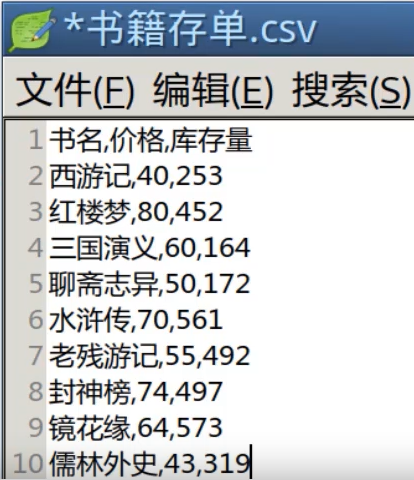 *书籍存单.csv
文件(F) 编辑(E) 搜索(S)
1 书名,价格,库存量
2 西游记,40,253
3 红楼梦,80,452
4 三国演义,60,164
5 聊斋志异,50,172
6 水浒传,70,561
7 老残游记,55,492
8 封神榜,74,497
9 镜花缘,64,573
10 儒林外史,43,319